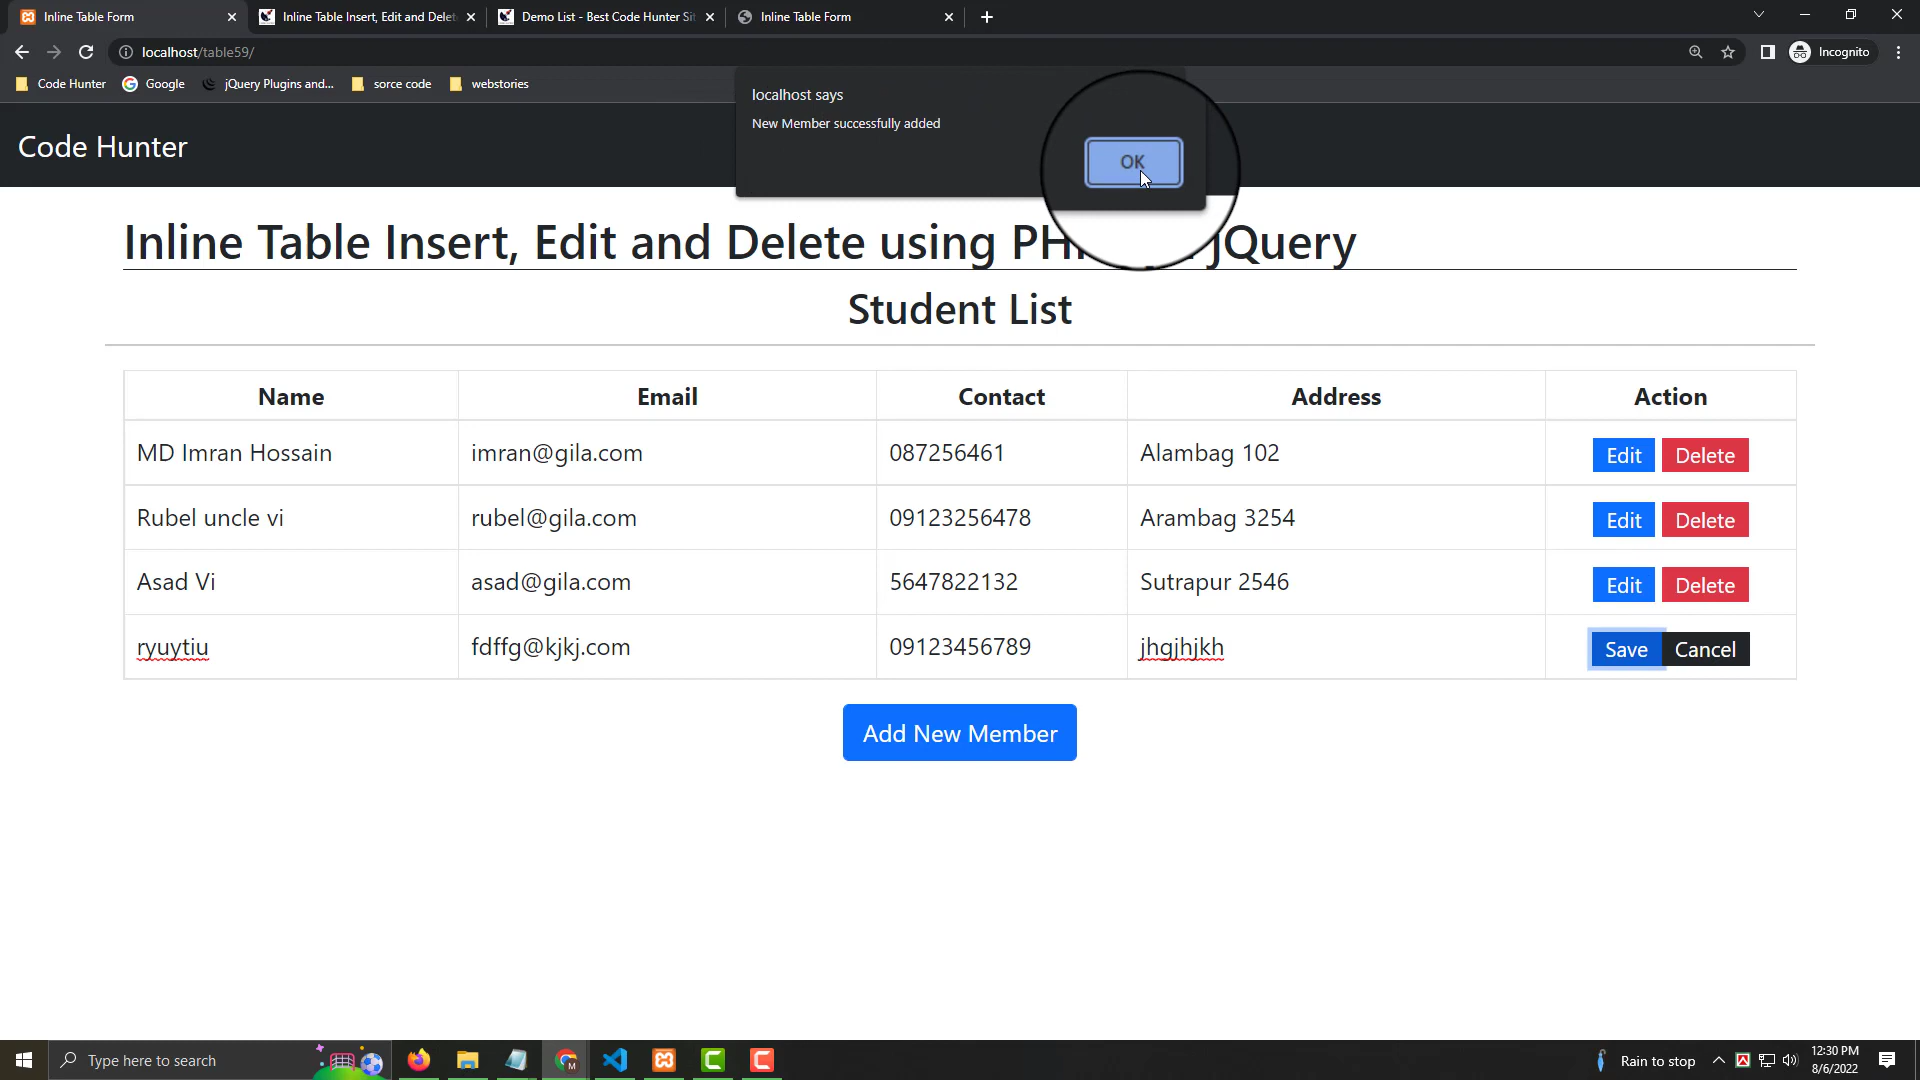 Inline Table Form
Inline Table Insert, Edit and Delet
Demo List - Best Code Hunter Sit
Inline Table Form
localhost/table59/
Incognito
Code Hunter
Google
jQuery Plugins and...
sorce code
webstories
localhost says
New Member successfully added
OK
Code Hunter
Inline Table Insert, Edit and Delete using PH jQuery
Student List
Name Email Contact Address Action
MD Imran Hossain imran@gila.com 087256461 Alambag 102 Edit Delete
Rubel uncle vi rubel@gila.com 09123256478 Arambag 3254 Edit Delete
Asad Vi asad@gila.com 5647822132 Sutrapur 2546 Edit Delete
ryuytiu fdffg@kjkj.com 09123456789 jhgjhjkh Save Cancel
Add New Member
Type here to search
Rain to stop
12:30 PM
8/6/2022